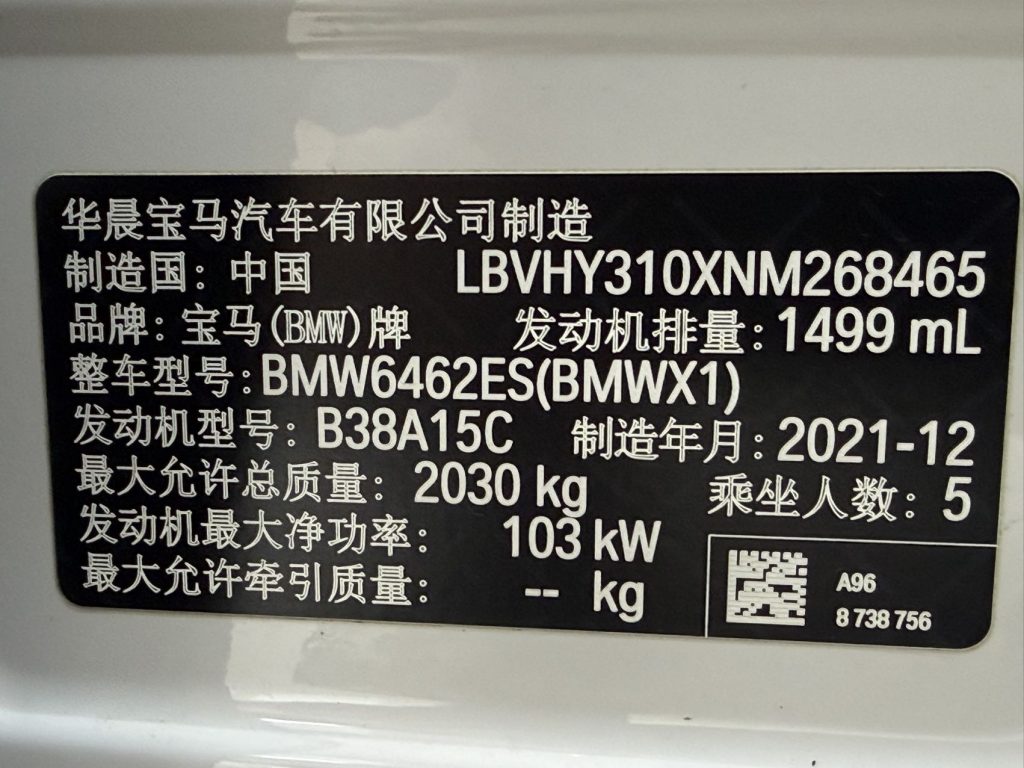 华晨宝马汽车有限公司制造
制造国：中国 LBVHY310XNM268465
品牌：宝马(BMW)牌 发动机排量：1499 mL
整车型号：BMW6462ES(BMWX1)
发动机型号：B38A15C 制造年月：2021-12
最大允许总质量：2030 kg 乘坐人数：5
发动机最大净功率：103 kW
最大允许牵引质量：-- kg
A96
8 738 756